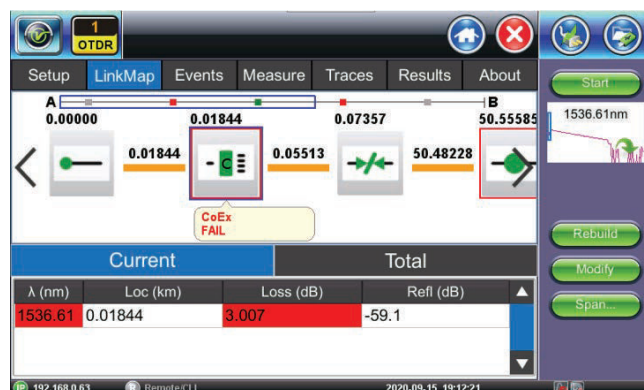 1
OTDR
Setup LinkMap Events Measure Traces Results About
Start
A B
0.00000 0.01844 0.07357 50.55585
1536.61nm
0.01844 0.05513 50.48228
C
CoEx
FAIL
Rebuild
Current Total
Modify
λ (nm) Loc (km) Loss (dB) Refl (dB)
Span...
1536.61 0.01844 3.007 -59.1
IP 192.168.0.63 R Remote/CLI 2020-09-15 19:12:21